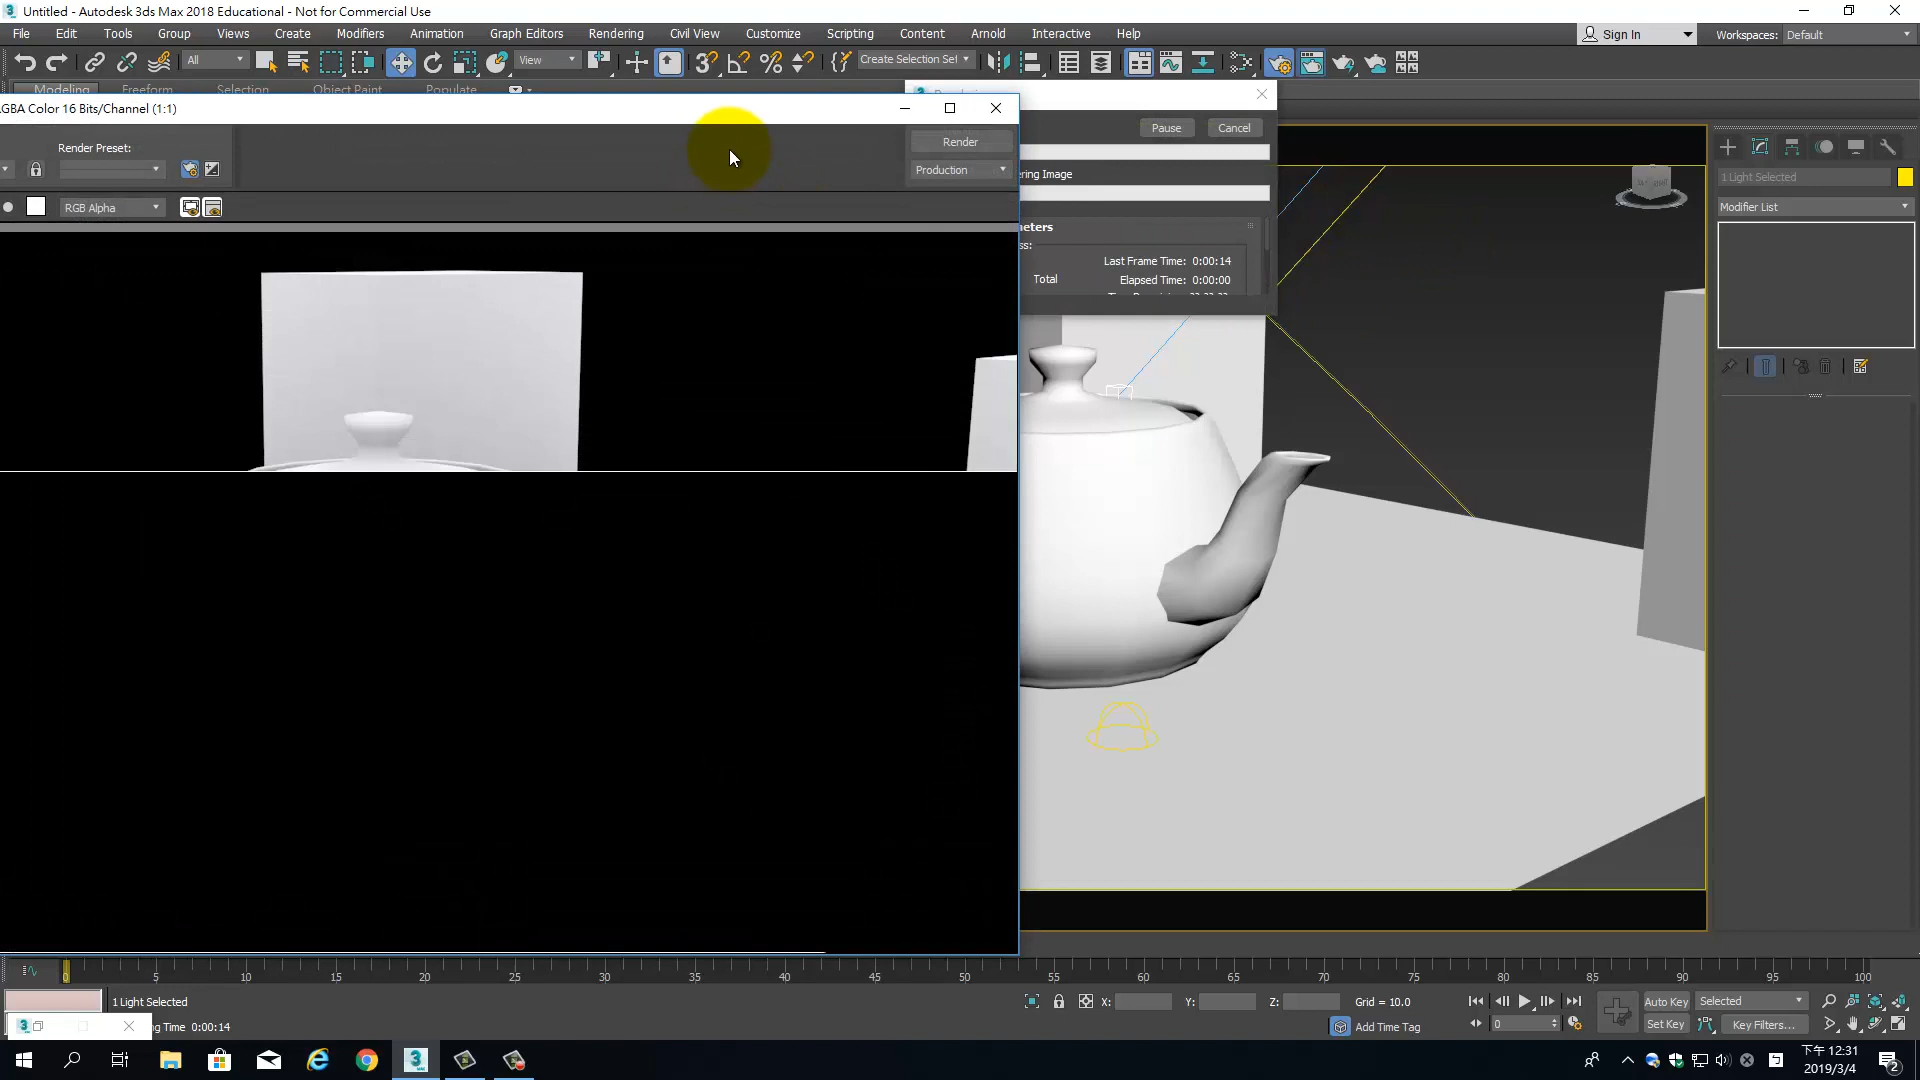 Untitled - Autodesk 3ds Max 2018 Educational - Not for Commercial Use
File Edit Tools Group Views Create Modifiers Animation Graph Editors Rendering Civil View Customize Scripting Content Arnold Interactive Help
Sign In
Workspaces: Default
All
View
Create Selection Set
Modeling Freeform Selection Object Paint Populate
GBA Color 16 Bits/Channel (1:1)
Render Preset:
Render
Production
RGB Alpha
Pause Cancel
ring Image
neters
ss:
Last Frame Time: 0:00:14
Total Elapsed Time: 0:00:00
1 Light Selected
Modifier List
0 5 10 15 20 25 30 35 40 45 50 55 60 65 70 75 80 85 90 95 100
1 Light Selected
X: Y: Z: Grid = 10.0
Auto Key Selected
ng Time 0:00:14
Add Time Tag
0
Set Key Key Filters...
下午 12:31
2019/3/4
2